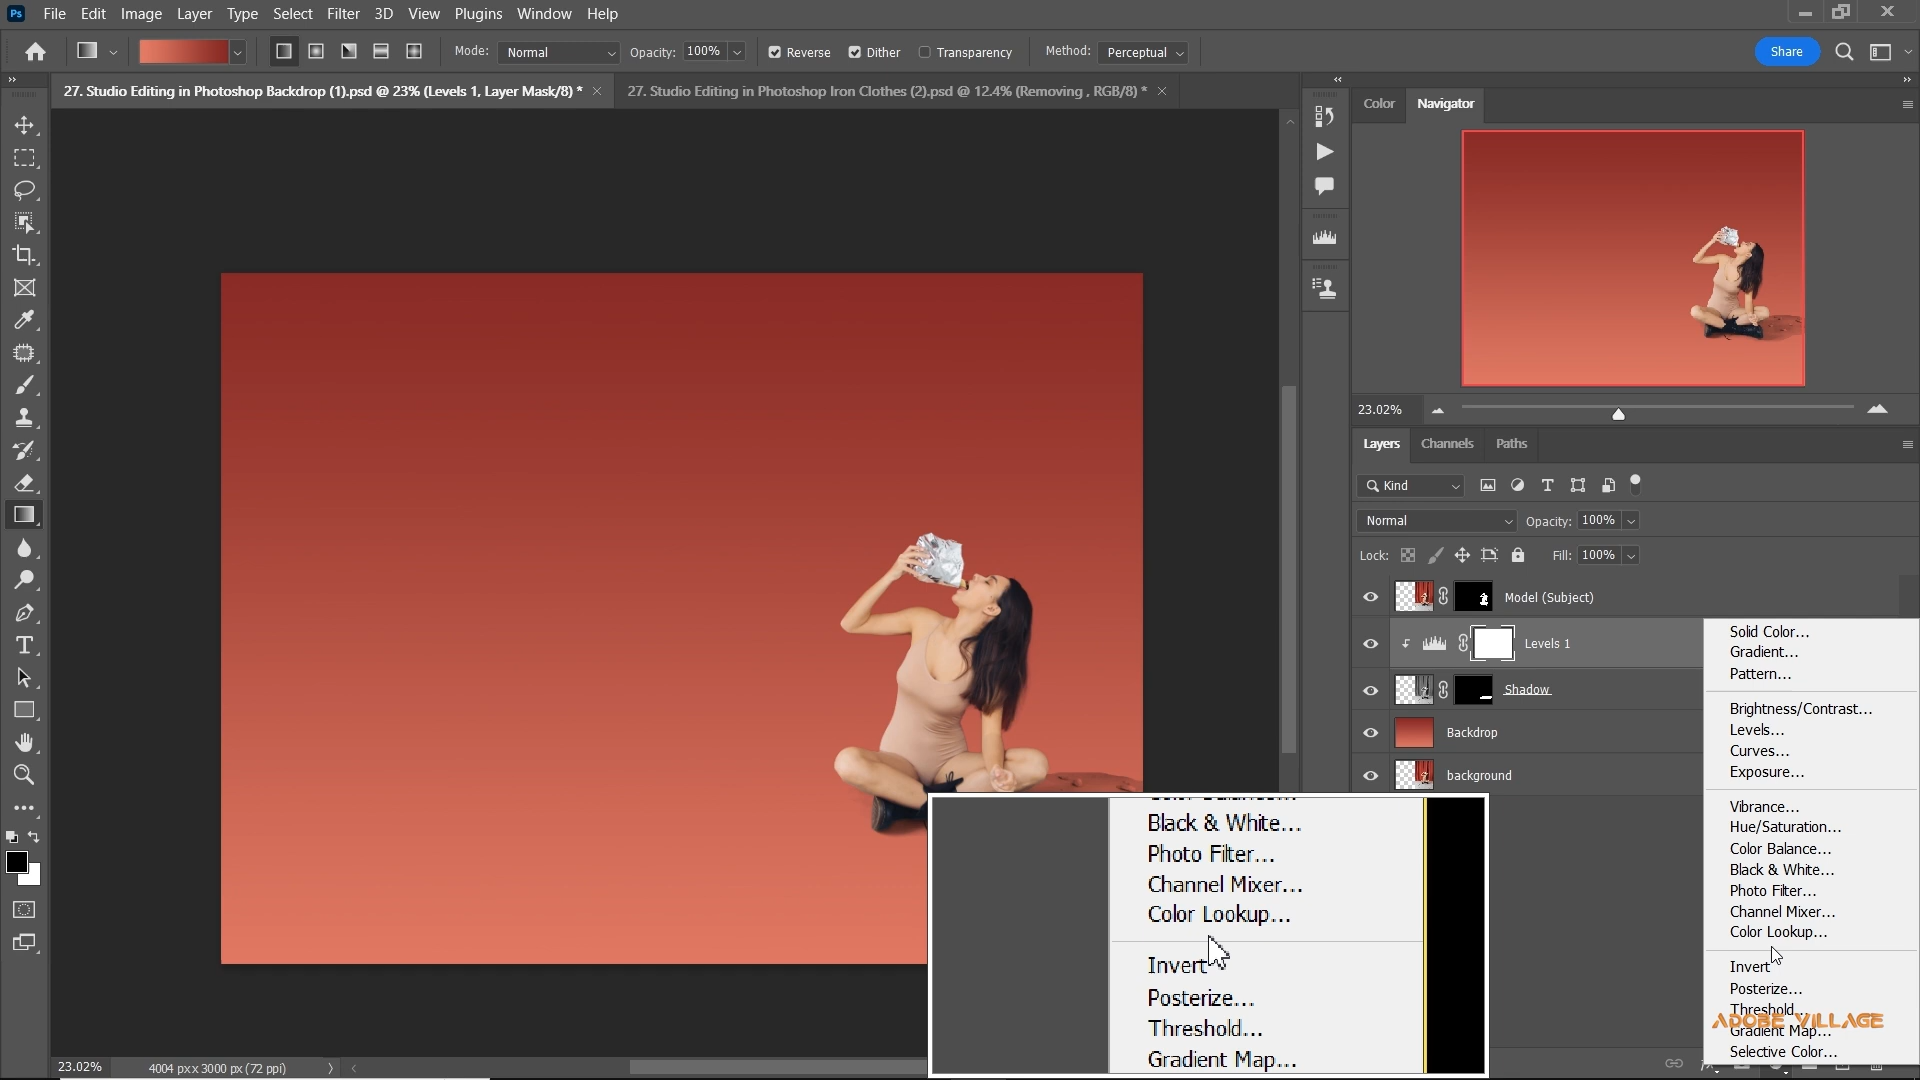 Ps File Edit Image Layer Type Select Filter 3D View Plugins Window Help
Mode: Normal Opacity: 100% Reverse Dither Transparency Method: Perceptual Share
27. Studio Editing in Photoshop Backdrop (1).psd @ 23% (Levels 1, Layer Mask/8) *
27. Studio Editing in Photoshop Iron Clothes (2).psd @ 12.4% (Removing , RGB/8) *
Color Navigator
23.02%
Layers Channels Paths
Kind
Normal Opacity: 100%
Lock: Fill: 100%
Model (Subject)
Levels 1
Shadow
Backdrop
background
Solid Color...
Gradient...
Pattern...
Brightness/Contrast...
Levels...
Curves...
Exposure...
Vibrance...
Hue/Saturation...
Color Balance...
Black & White...
Photo Filter...
Channel Mixer...
Color Lookup...
Invert
Posterize...
Threshold...
Gradient Map...
Selective Color...
ADOBE VILLAGE
Black & White...
Photo Filter...
Channel Mixer...
Color Lookup...
Invert
Posterize...
Threshold...
Gradient Map...
23.02% 4004 px x 3000 px (72 ppi)